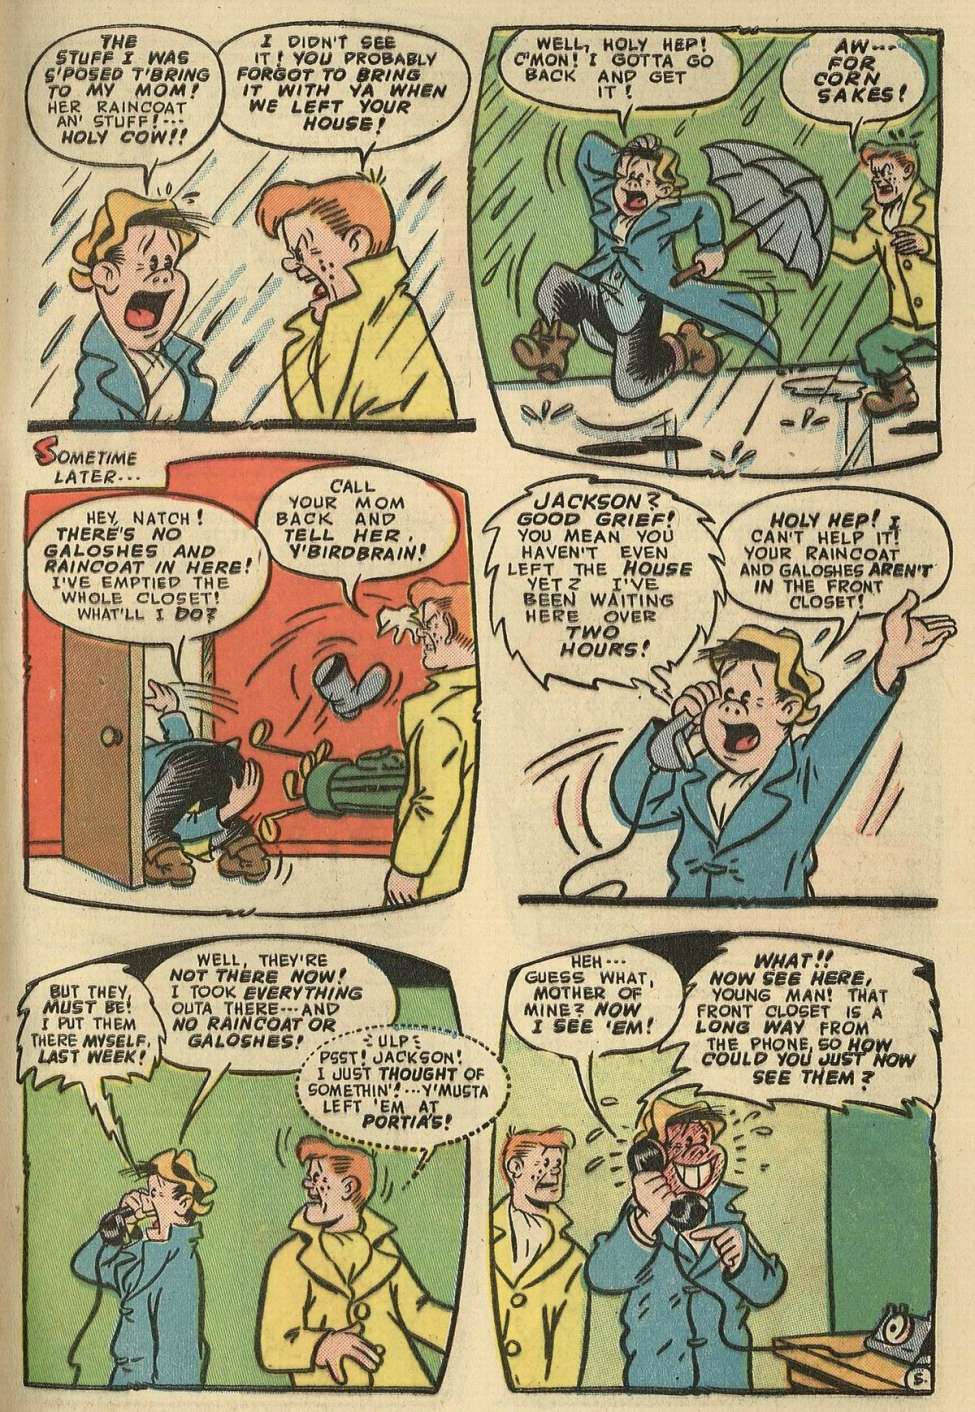 THE
STUFF I WAS
S'POSED T'BRING
TO MY MOM!
HER RAINCOAT
AN' STUFF!---
HOLY COW!!
I DIDN'T SEE
IT! YOU PROBABLY
FORGOT TO BRING
IT WITH YA WHEN
WE LEFT YOUR
HOUSE!
WELL, HOLY HEP!
C'MON! I GOTTA GO
BACK AND GET
IT!
AW---
FOR
CORN
SAKES!
SOMETIME
LATER---
HEY, NATCH!
THERE'S NO
GALOSHES AND
RAINCOAT IN HERE!
I'VE EMPTIED THE
WHOLE CLOSET!
WHAT'LL I DO?
CALL
YOUR MOM
BACK AND
TELL HER,
Y'BIRDBRAIN!
JACKSON?
GOOD GRIEF!
YOU MEAN YOU
HAVEN'T EVEN
LEFT THE HOUSE
YET? I'VE
BEEN WAITING
HERE OVER
TWO
HOURS!
HOLY HEP! I
CAN'T HELP IT!
YOUR RAINCOAT
AND GALOSHES AREN'T
IN THE FRONT
CLOSET!
BUT THEY
MUST BE!
I PUT THEM
THERE MYSELF,
LAST WEEK!
WELL, THEY'RE
NOT THERE NOW!
I TOOK EVERYTHING
OUTA THERE---AND
NO RAINCOAT OR
GALOSHES!
ULP
PSST! JACKSON!
I JUST THOUGHT OF
SOMETHIN'!---Y'MUSTA
LEFT 'EM AT
PORTIA'S!
HEH---
GUESS WHAT,
MOTHER OF
MINE? NOW
I SEE 'EM!
WHAT!!
NOW SEE HERE,
YOUNG MAN! THAT
FRONT CLOSET IS A
LONG WAY FROM
THE PHONE, SO HOW
COULD YOU JUST NOW
SEE THEM?
5.